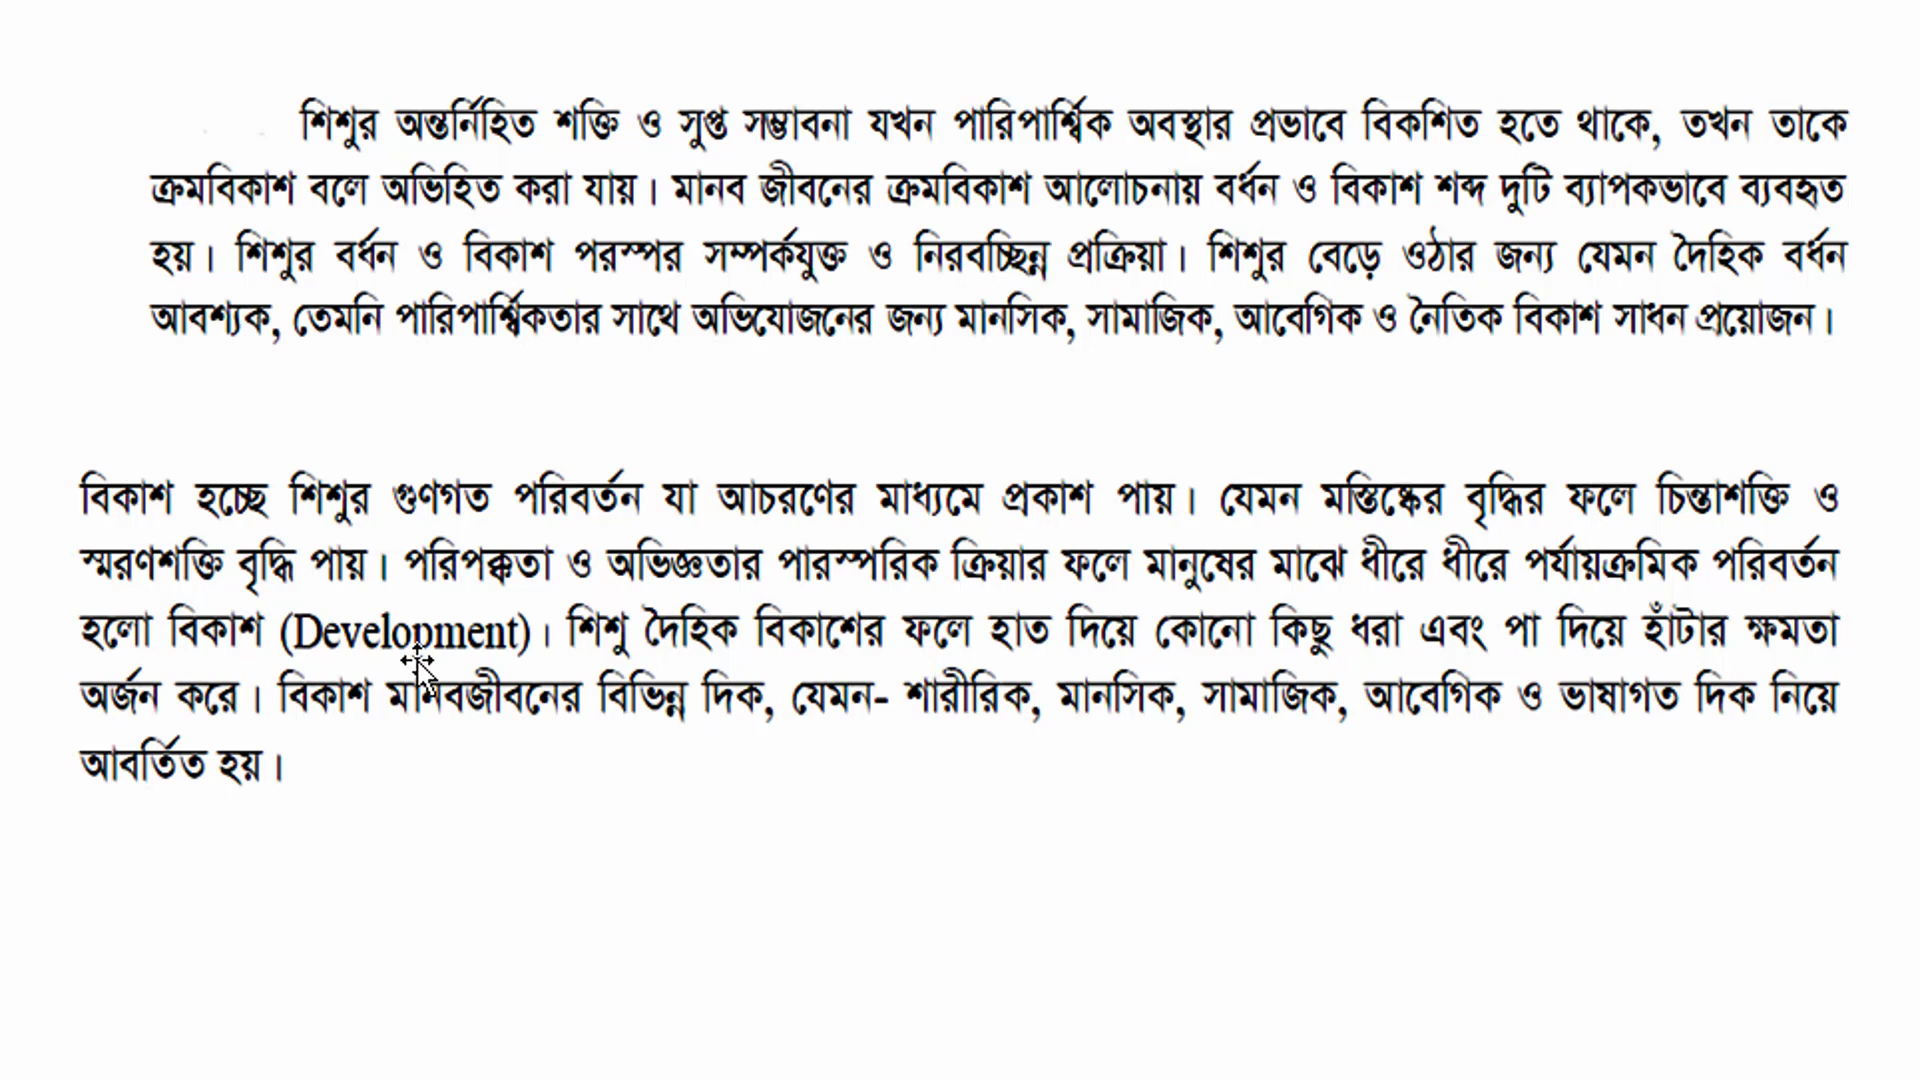 শিশুর অন্তর্নিহিত শক্তি ও সুপ্ত সম্ভাবনা যখন পারিপার্শ্বিক অবস্থার প্রভাবে বিকশিত হতে থাকে, তখন তাকে
ক্রমবিকাশ বলে অভিহিত করা যায়। মানব জীবনের ক্রমবিকাশ আলোচনায় বর্ধন ও বিকাশ শব্দ দুটি ব্যাপকভাবে ব্যবহৃত
হয়। শিশুর বর্ধন ও বিকাশ পরস্পর সম্পর্কযুক্ত ও নিরবচ্ছিন্ন প্রক্রিয়া। শিশুর বেড়ে ওঠার জন্য যেমন দৈহিক বর্ধন
আবশ্যক, তেমনি পারিপার্শ্বিকতার সাথে অভিযোজনের জন্য মানসিক, সামাজিক, আবেগিক ও নৈতিক বিকাশ সাধন প্রয়োজন।
বিকাশ হচ্ছে শিশুর গুণগত পরিবর্তন যা আচরণের মাধ্যমে প্রকাশ পায়। যেমন মস্তিষ্কের বৃদ্ধির ফলে চিন্তাশক্তি ও
স্মরণশক্তি বৃদ্ধি পায়। পরিপক্কতা ও অভিজ্ঞতার পারস্পরিক ক্রিয়ার ফলে মানুষের মাঝে ধীরে ধীরে পর্যায়ক্রমিক পরিবর্তন
হলো বিকাশ (Development)। শিশু দৈহিক বিকাশের ফলে হাত দিয়ে কোনো কিছু ধরা এবং পা দিয়ে হাঁটার ক্ষমতা
অর্জন করে। বিকাশ মানবজীবনের বিভিন্ন দিক, যেমন- শারীরিক, মানসিক, সামাজিক, আবেগিক ও ভাষাগত দিক নিয়ে
আবর্তিত হয়।